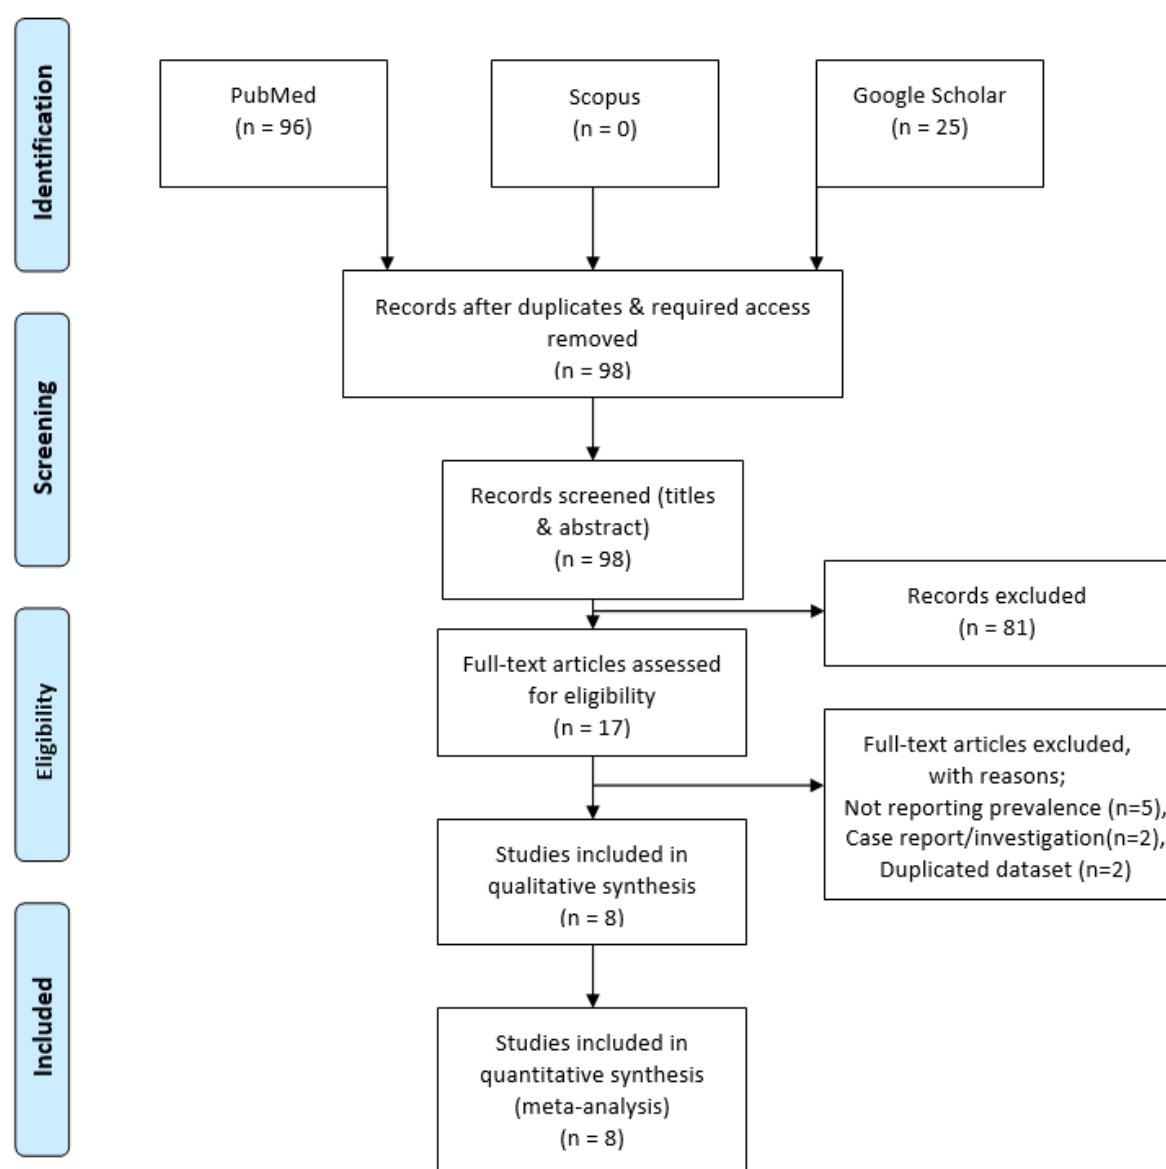 Identification
PubMed
(n = 96)
Scopus
(n = 0)
Google Scholar
(n = 25)
Records after duplicates & required access
removed
(n = 98)
Screening
Records screened (titles
& abstract)
(n = 98)
Records excluded
(n = 81)
Eligibility
Full-text articles assessed
for eligibility
(n = 17)
Full-text articles excluded,
with reasons;
Not reporting prevalence (n=5),
Case report/investigation(n=2),
Duplicated dataset (n=2)
Studies included in
qualitative synthesis
(n = 8)
Included
Studies included in
quantitative synthesis
(meta-analysis)
(n = 8)